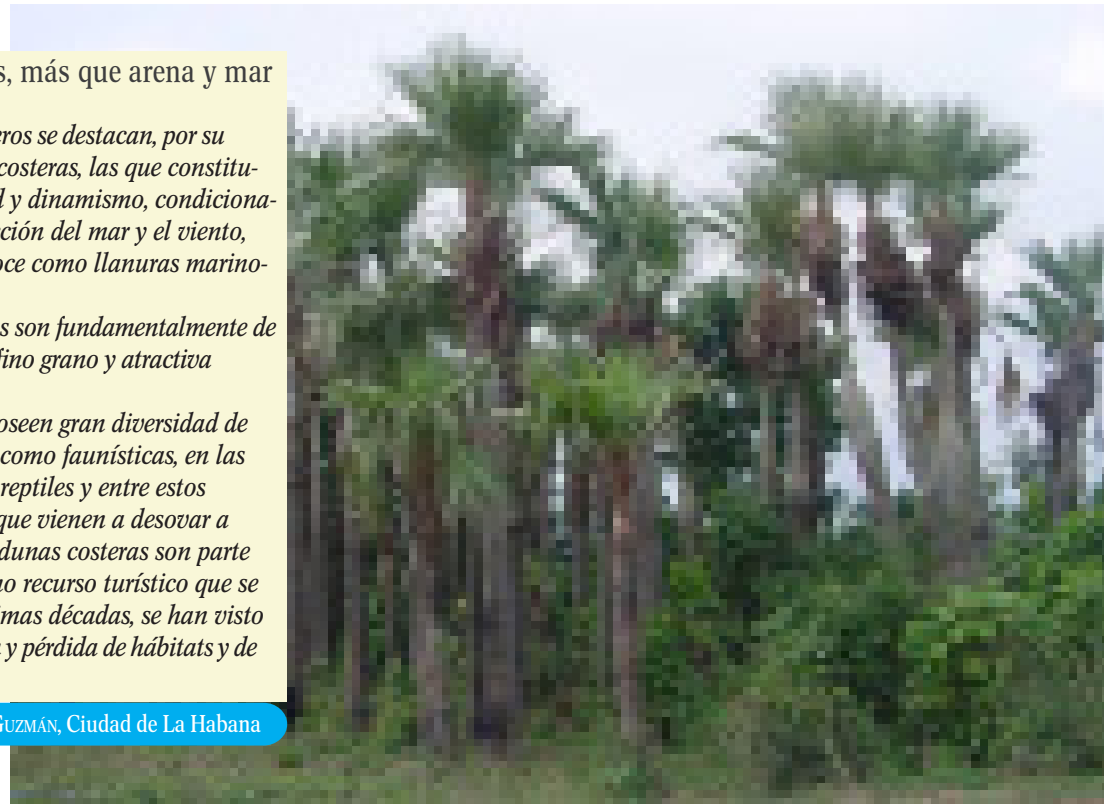 s, más que arena y mar
eros se destacan, por su
costeras, las que constitu-
d y dinamismo, condiciona-
cción del mar y el viento,
oce como llanuras marino-
s son fundamentalmente de
fino grano y atractiva
oseen gran diversidad de
como faunísticas, en las
reptiles y entre estos
que vienen a desovar a
dunas costeras son parte
no recurso turístico que se
imas décadas, se han visto
y pérdida de hábitats y de
GUZMÁN, Ciudad de La Habana